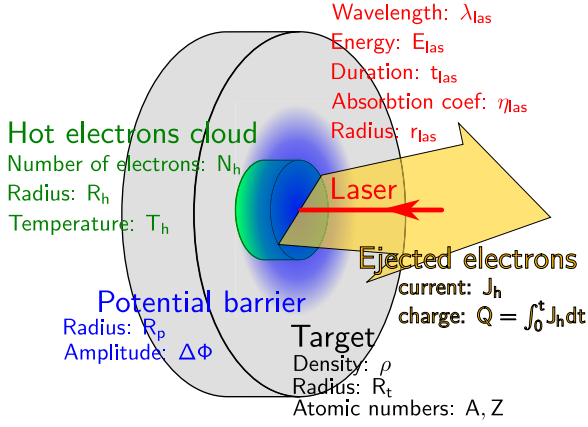 Wavelength: λlas
Energy: Elas
Duration: tlas
Absorbtion coef: ηlas
Radius: rlas
Hot electrons cloud
Number of electrons: Nh
Radius: Rh
Temperature: Th
Laser
Ejected electrons
current: Jh
charge: Q = ∫₀ᵗ Jhdt
Potential barrier
Radius: Rp
Amplitude: ΔΦ
Target
Density: ρ
Radius: Rt
Atomic numbers: A, Z